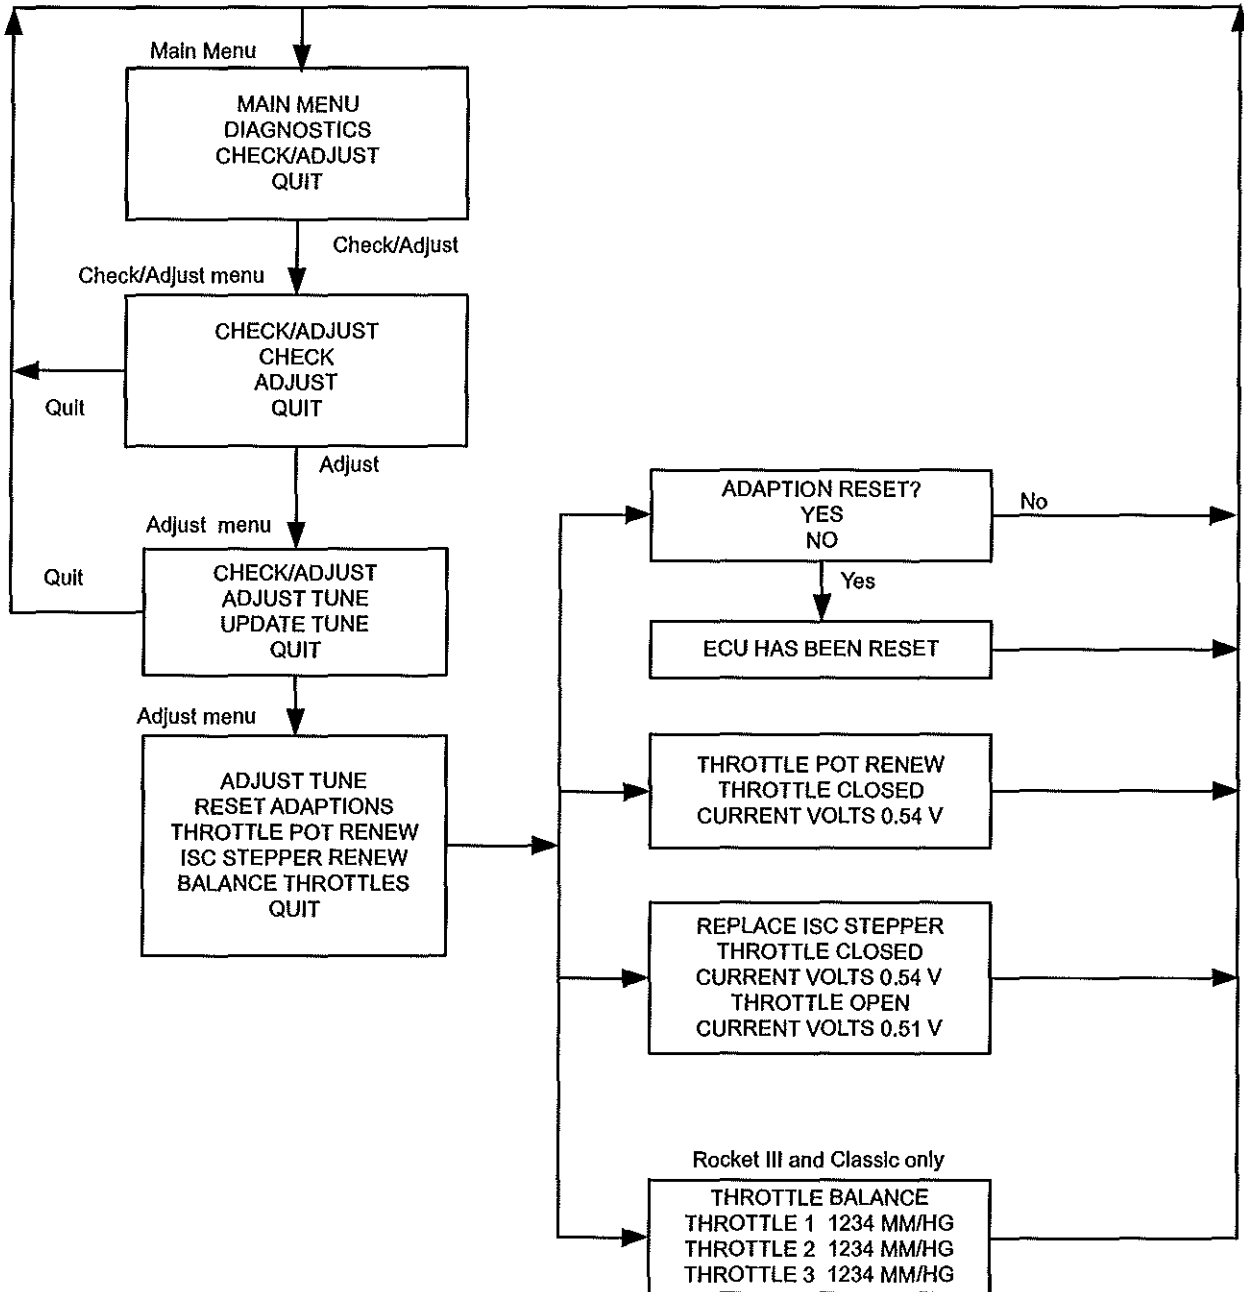 Main Menu
MAIN MENU
DIAGNOSTICS
CHECK/ADJUST
QUIT
Check/Adjust
Check/Adjust menu
CHECK/ADJUST
CHECK
ADJUST
QUIT
Quit
Adjust
Adjust menu
CHECK/ADJUST
ADJUST TUNE
UPDATE TUNE
QUIT
Quit
Adjust menu
ADJUST TUNE
RESET ADAPTIONS
THROTTLE POT RENEW
ISC STEPPER RENEW
BALANCE THROTTLES
QUIT
ADAPTION RESET?
YES
NO
No
Yes
ECU HAS BEEN RESET
THROTTLE POT RENEW
THROTTLE CLOSED
CURRENT VOLTS 0.54 V
REPLACE ISC STEPPER
THROTTLE CLOSED
CURRENT VOLTS 0.54 V
THROTTLE OPEN
CURRENT VOLTS 0.51 V
Rocket III and Classic only
THROTTLE BALANCE
THROTTLE 1 1234 MM/HG
THROTTLE 2 1234 MM/HG
THROTTLE 3 1234 MM/HG